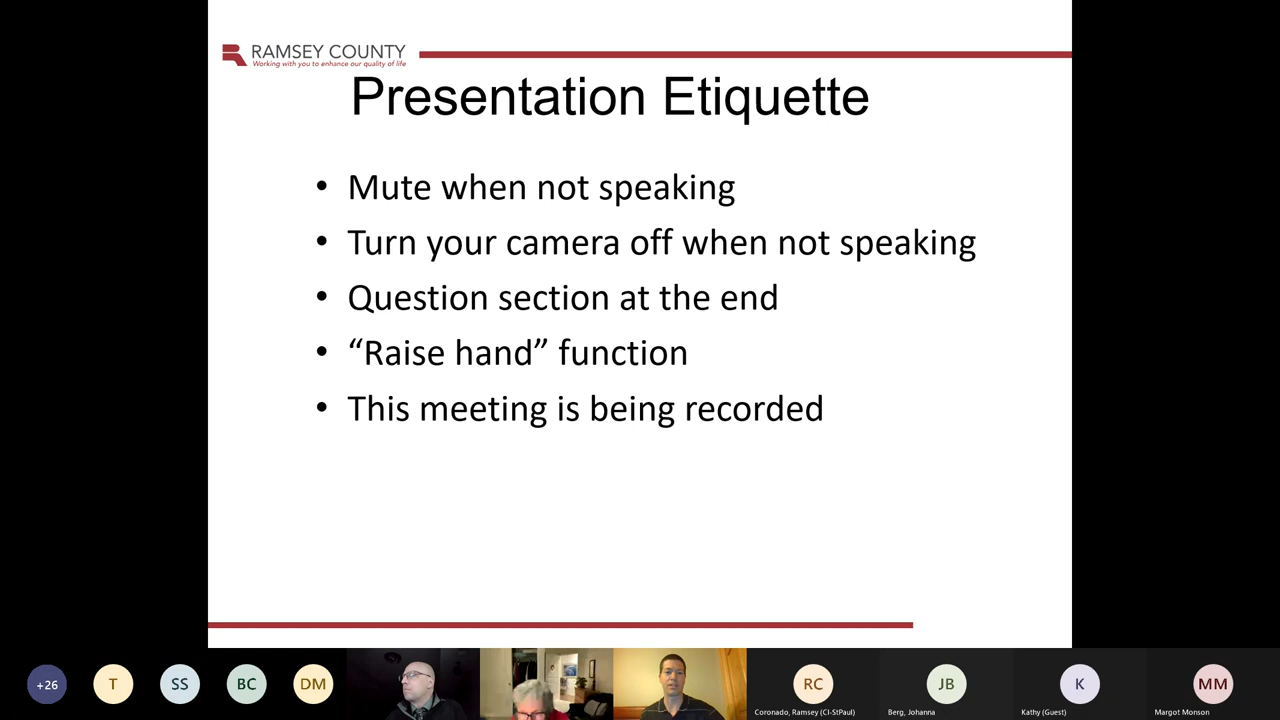 RAMSEY COUNTY
Working with you to enhance our quality of life
Presentation Etiquette
• Mute when not speaking
• Turn your camera off when not speaking
• Question section at the end
• “Raise hand” function
• This meeting is being recorded
+26
T
SS
BC
DM
RC
JB
K
MM
Coronado, Ramsey (CI-StPaul)
Berg, Johanna
Kathy (Guest)
Margot Monson